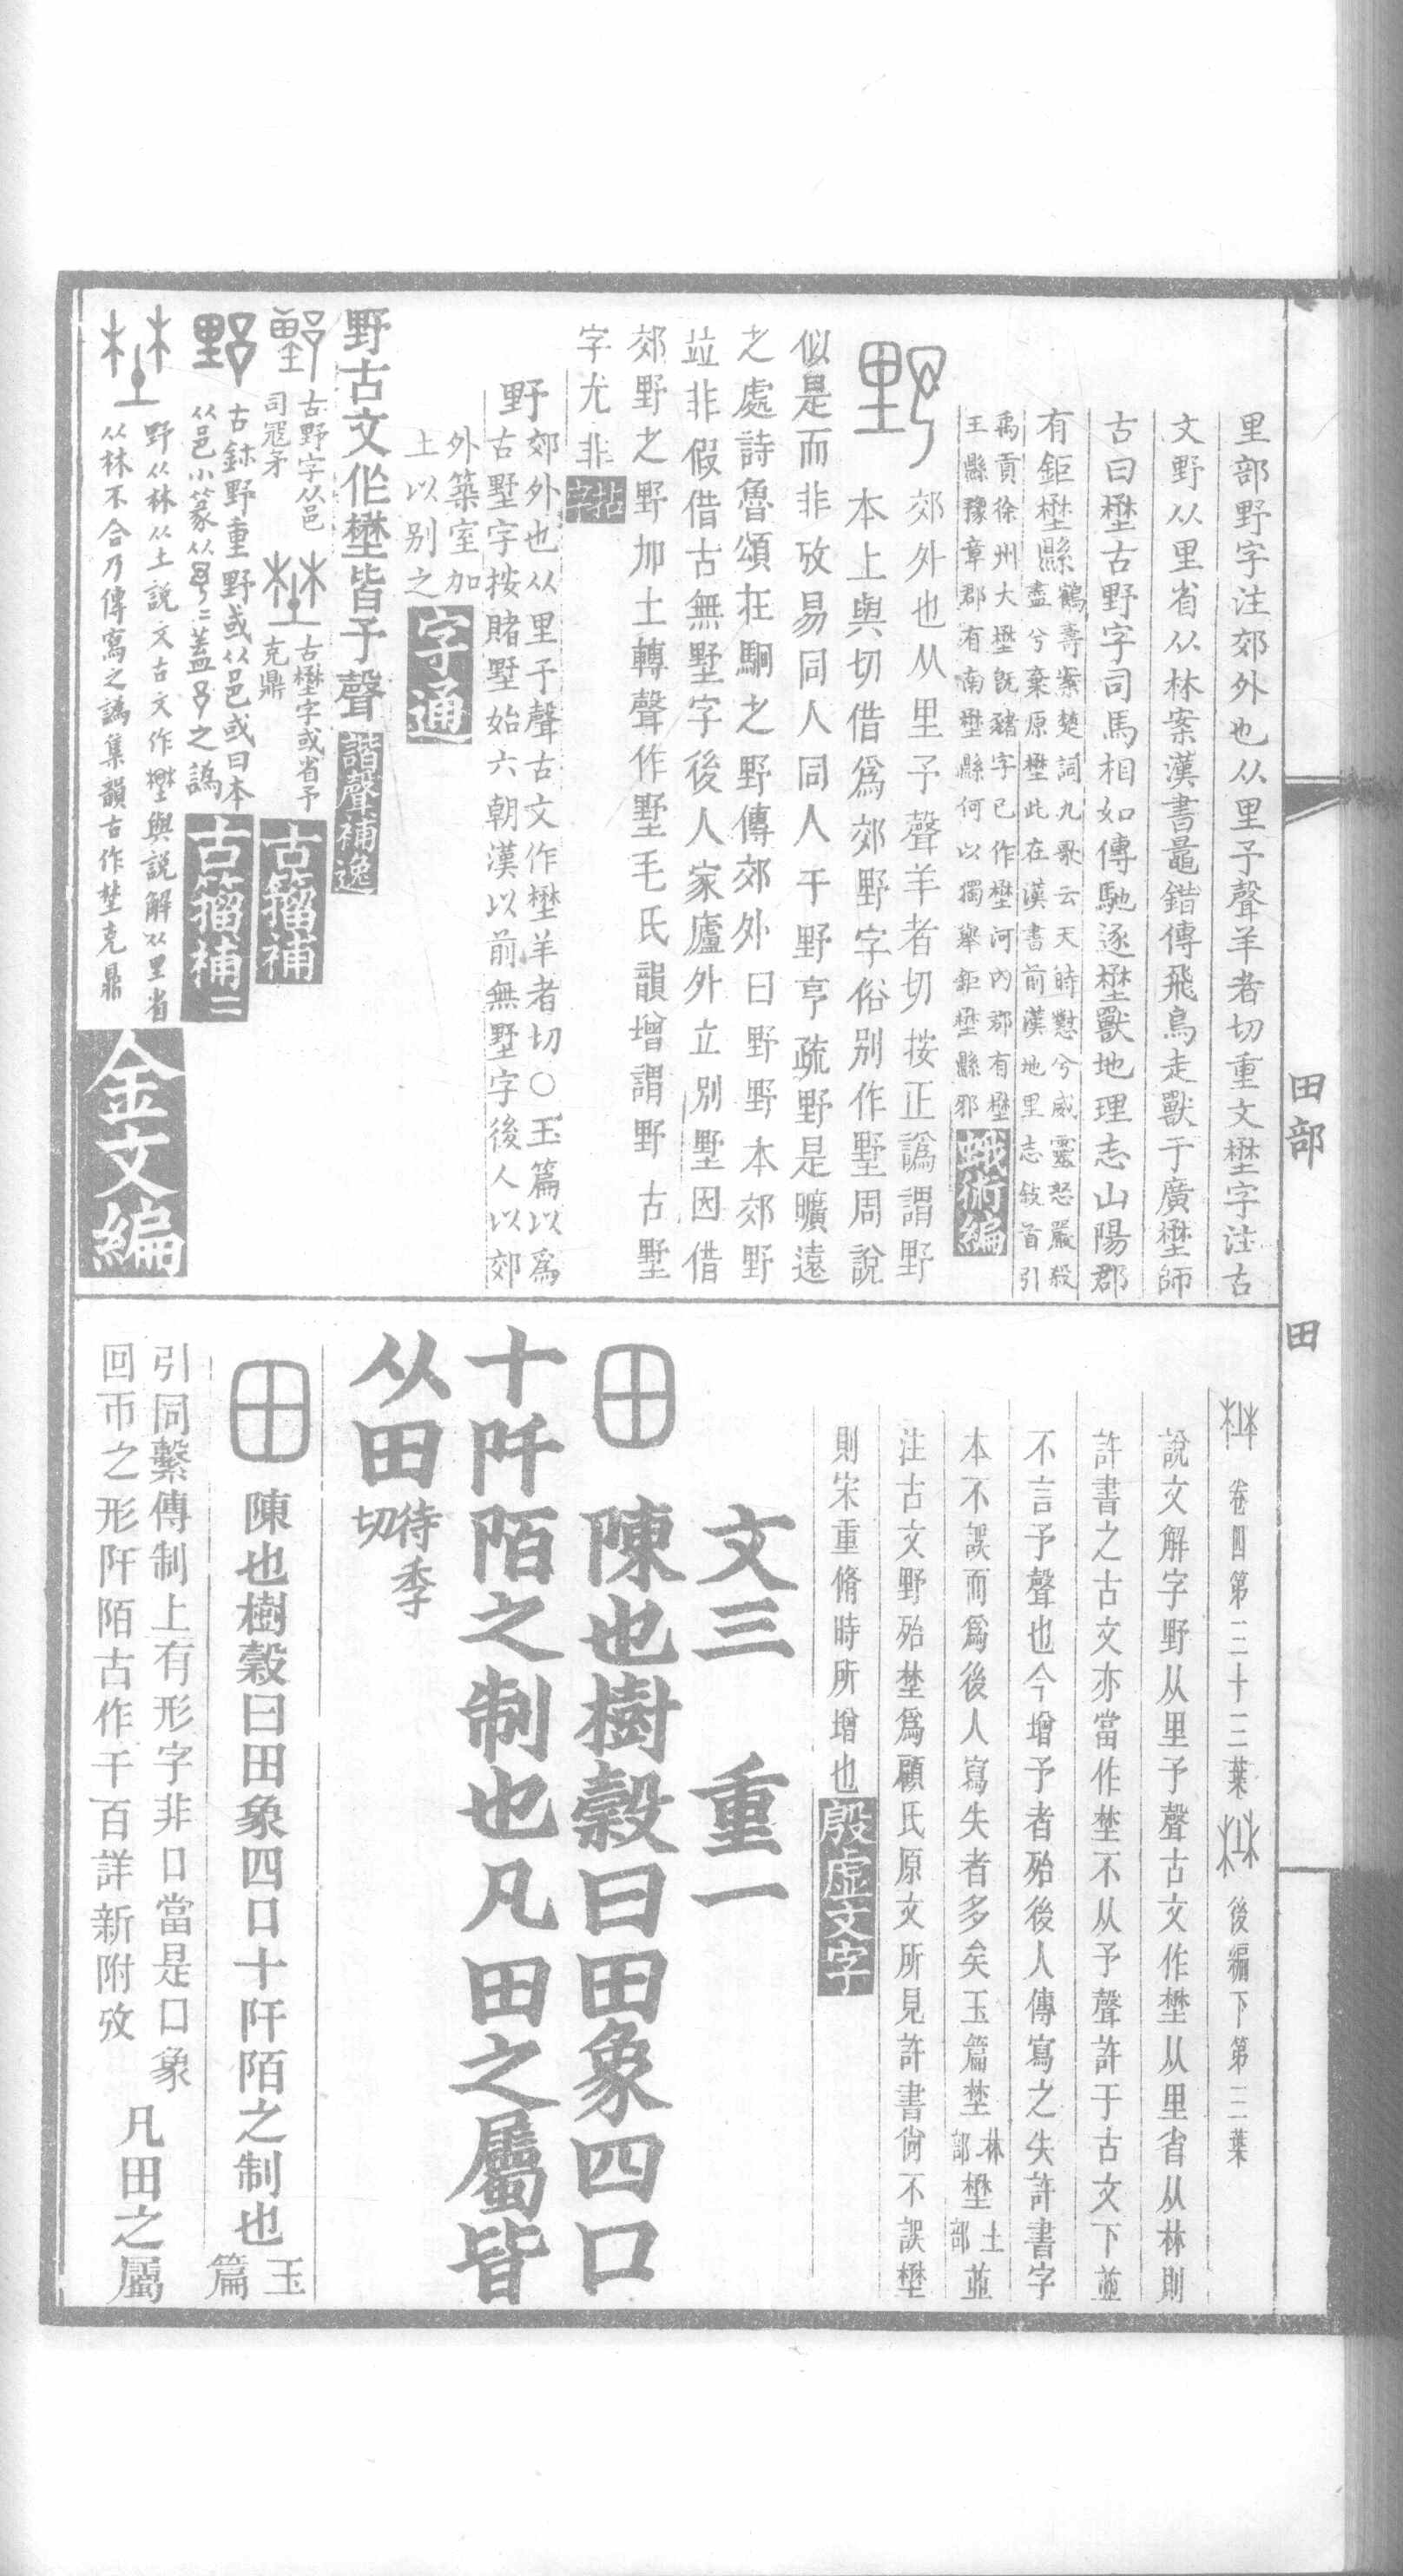 里部野字注郊外也从里予聲羊者切重文壄字注古
文野从里省从林案漢書鼂錯傳飛鳥走獸于廣壄師
古曰壄古野字司馬相如傳馳逐壄獸地理志山陽郡
有鉅壄縣
鶴壽案楚詞九歌云天時懟兮威靈怒嚴殺
盡兮棄原壄此在漢書前漢地里志敍首引
禹貢徐州大壄旣豬字已作壄河內郡有壄
王縣豫章郡有南壄縣何以獨舉鉅壄縣邪
蛾術編
野
郊外也从里予聲羊者切按正譌謂野
本上與切借爲郊野字俗別作墅周說
似是而非攷易同人同人于野亨疏野是曠遠
之處詩魯頌在駉之野傳郊外曰野野本郊野
竝非假借古無墅字後人家廬外立別墅因借
郊野之野加土轉聲作墅毛氏韻增謂野古墅
字尤非
拈字
野
郊外也从里予聲古文作壄羊者切○玉篇以爲
古墅字按賭墅始六朝漢以前無墅字後人以郊
外築室加
土以别之
字通
野古文作壄皆予聲
諧聲補逸
古野字从邑
司寇矛
古壄字或省予
克鼎
古籀補
古鉥野重野或从邑或曰本
从邑小篆从
蓋
之譌
古籀補二
野从林从土說文古文作壄與說解从里省
从林不合乃傳寫之譌集韻古作埜克鼎
金文編
田部
田
卷四第三十三葉
後編下第三葉
說文解字野从里予聲古文作埜从里省从林則
許書之古文亦當作埜不从予聲許于古文下並
不言予聲也今增予者殆後人傳寫之失許書字
本不誤而爲後人寫失者多矣玉篇埜
林部
壄
土部
並
注古文野殆埜爲顧氏原文所見許書尙不誤壄
則宋重脩時所增也
殷虛文字
文三 重一
田
陳也樹穀曰田象四口
十阡陌之制也凡田之屬皆
从田
待季
切
田
陳也樹穀曰田象四口十阡陌之制也
玉
篇
引同繫傳制上有形字非口當是囗象
回帀之形阡陌古作千百詳新附攷
凡田之屬